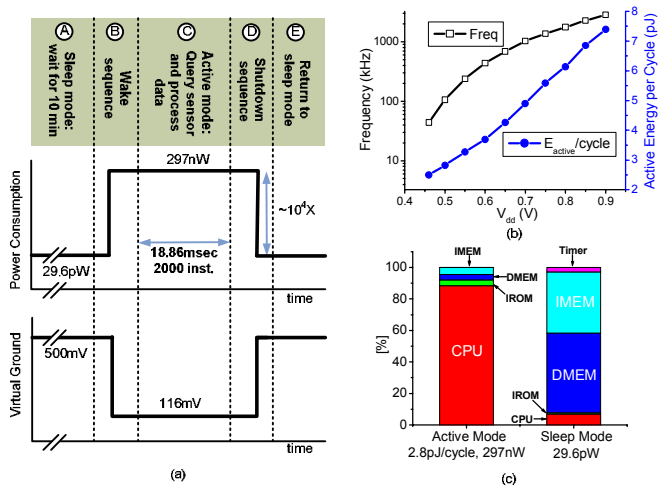 A
Sleep mode:
wait for 10 min
B
Wake
sequence
C
Active mode:
Query sensor
and process
data
D
Shutdown
sequence
E
Return to
sleep mode
Power Consumption
297nW
~10⁴X
18.86msec
2000 inst.
29.6pW
time
Virtual Ground
500mV
116mV
time
(a)
Frequency (kHz)
1000
100
10
Freq
E_active/cycle
8
7
6
5
4
3
2
Active Energy per Cycle (pJ)
0.4 0.5 0.6 0.7 0.8 0.9
V_dd (V)
(b)
[%]
100
80
60
40
20
0
IMEM
DMEM
IROM
CPU
Timer
IMEM
DMEM
IROM
CPU
Active Mode
2.8pJ/cycle, 297nW
Sleep Mode
29.6pW
(c)